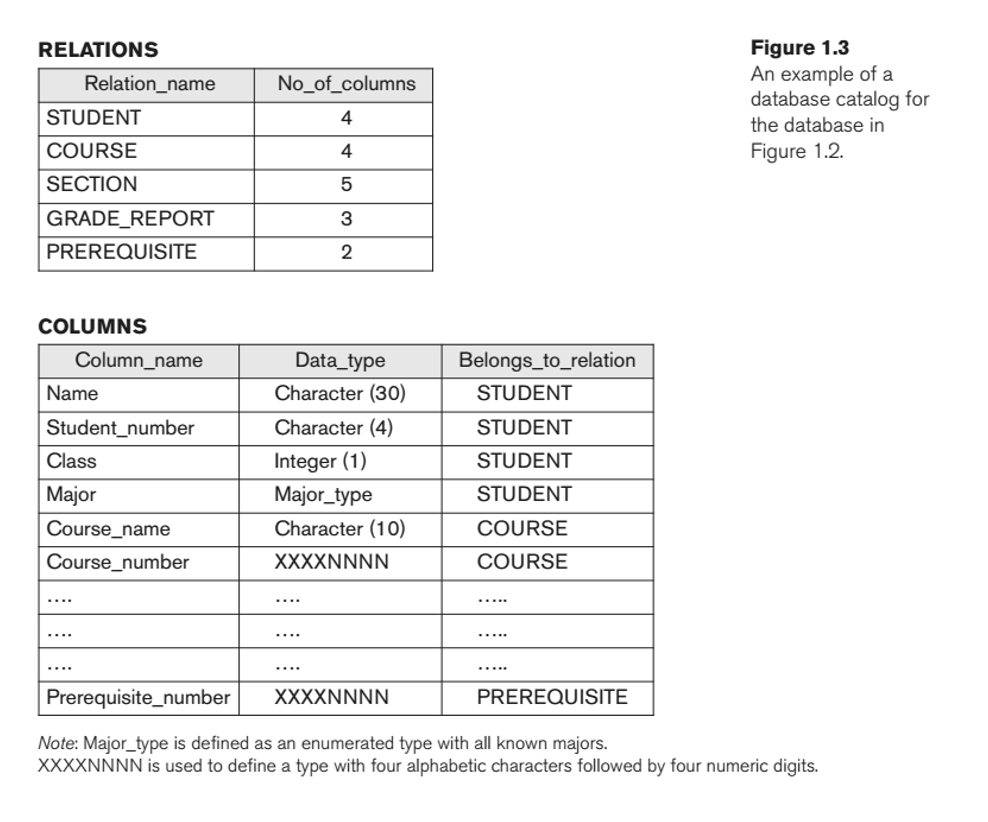 RELATIONS
Relation_name No_of_columns
STUDENT 4
COURSE 4
SECTION 5
GRADE_REPORT 3
PREREQUISITE 2
Figure 1.3
An example of a
database catalog for
the database in
Figure 1.2.
COLUMNS
Column_name Data_type Belongs_to_relation
Name Character (30) STUDENT
Student_number Character (4) STUDENT
Class Integer (1) STUDENT
Major Major_type STUDENT
Course_name Character (10) COURSE
Course_number XXXXNNNN COURSE
…. …. …..
…. …. …..
…. …. …..
Prerequisite_number XXXXNNNN PREREQUISITE
Note: Major_type is defined as an enumerated type with all known majors.
XXXXNNNN is used to define a type with four alphabetic characters followed by four numeric digits.